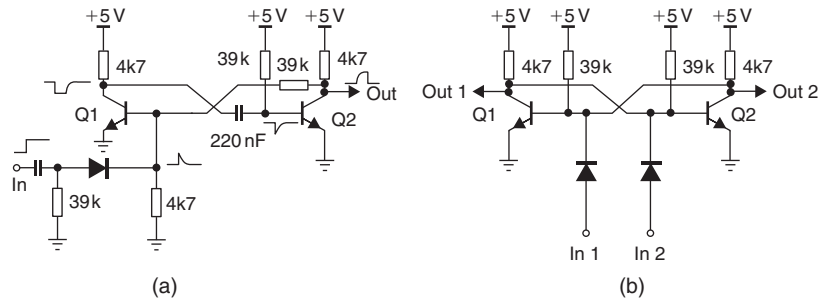 +5 V +5 V +5 V
4k7 39k 39k 4k7
Q1 220 nF Q2 Out
In 39k 4k7
(a)
+5 V +5 V +5 V +5 V
4k7 39k 39k 4k7
Out 1 Q1 Q2 Out 2
In 1 In 2
(b)